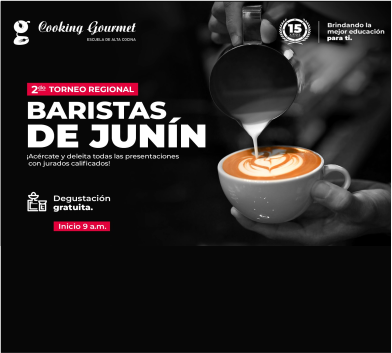 Cooking Gourmet
ESCUELA DE ALTA COCINA
15
Brindando la
mejor educación
para ti.
2do TORNEO REGIONAL
BARISTAS
DE JUNÍN
¡Acércate y deleita todas las presentaciones
con jurados calificados!
Degustación
gratuita.
Inicio 9 a.m.